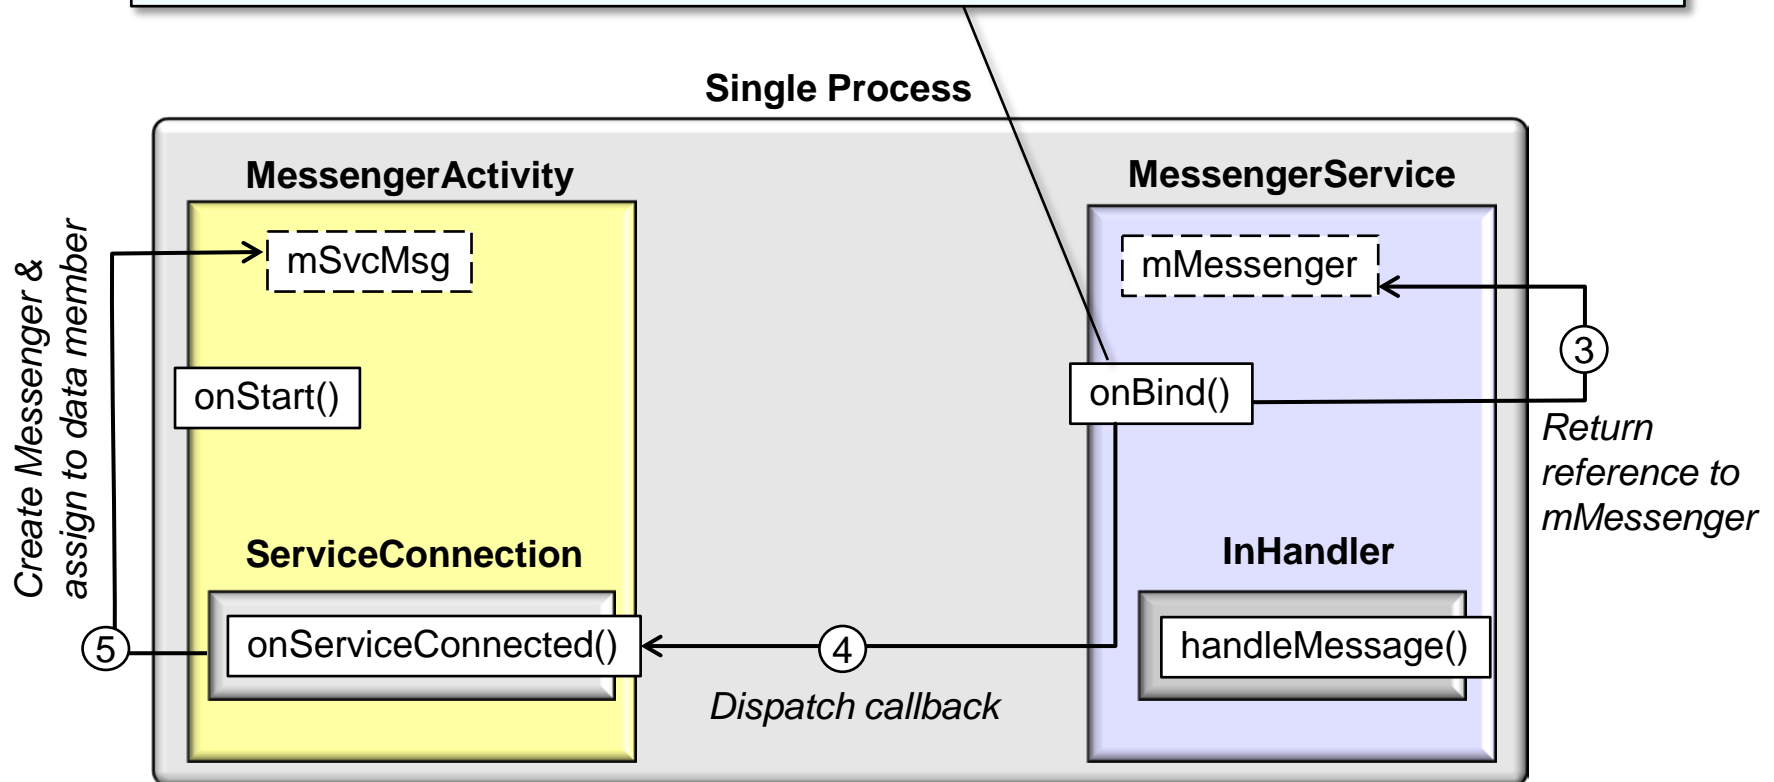 Single Process
MessengerActivity
MessengerService
mSvcMsg
mMessenger
Create Messenger &
assign to data member
onStart()
onBind()
3
Return
reference to
mMessenger
ServiceConnection
InHandler
onServiceConnected()
handleMessage()
5
4
Dispatch callback